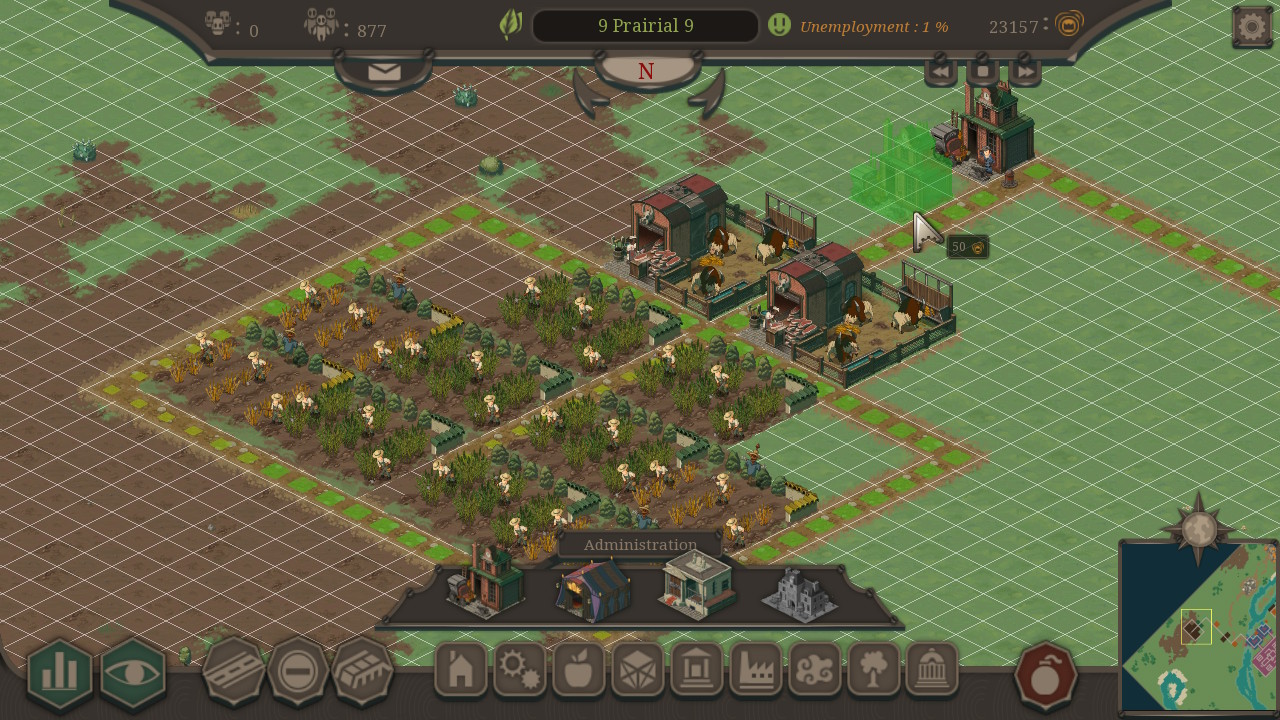 : 0
: 877
9 Prairial 9
Unemployment : 1 %
23157 :
N
50
Administration